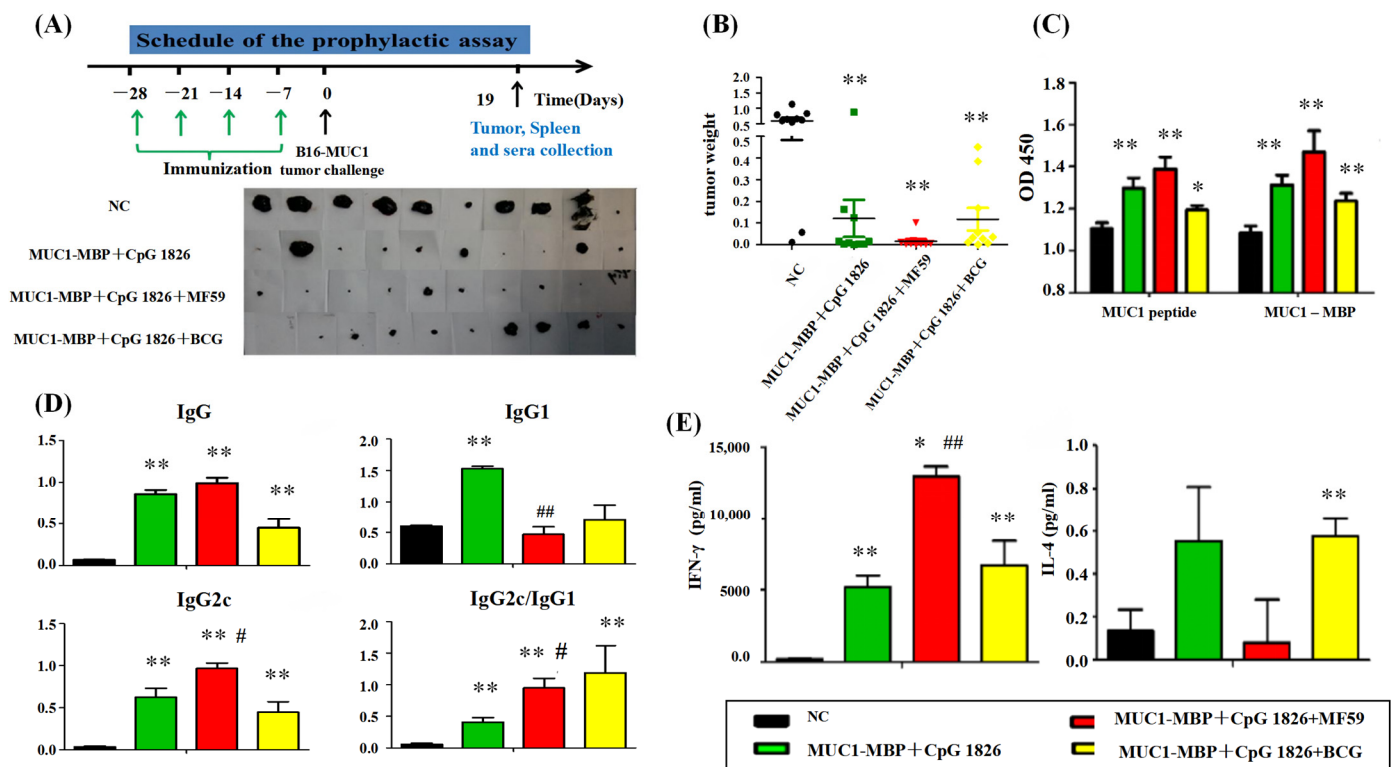 (A)
Schedule of the prophylactic assay
−28 −21 −14 −7 0 19 Time(Days)
Immunization
B16-MUC1
tumor challenge
Tumor, Spleen
and sera collection
NC
MUC1-MBP+CpG 1826
MUC1-MBP+CpG 1826+MF59
MUC1-MBP+CpG 1826+BCG
(B)
tumor weight
2.0
1.5
1.0
0.5
0.5
0.4
0.3
0.2
0.1
0.0
**
**
**
NC
MUC1-MBP+CpG 1826
MUC1-MBP+CpG 1826+MF59
MUC1-MBP+CpG 1826+BCG
(C)
OD 450
1.8
1.6
1.4
1.2
1.0
0.8
** ** *
** ** **
MUC1 peptide
MUC1 – MBP
(D)
IgG
1.5
1.0
0.5
0.0
** ** **
IgG1
2.0
1.5
1.0
0.5
0.0
** ##
IgG2c
2.0
1.5
1.0
0.5
0.0
** ** # **
IgG2c/IgG1
2.0
1.5
1.0
0.5
0.0
** ** # **
(E)
IFN-γ (pg/ml)
15,000
10,000
5000
0.0
** * ## **
IL-4 (pg/ml)
1.0
0.8
0.6
0.4
0.2
0.0
**
NC
MUC1-MBP+CpG 1826
MUC1-MBP+CpG 1826+MF59
MUC1-MBP+CpG 1826+BCG